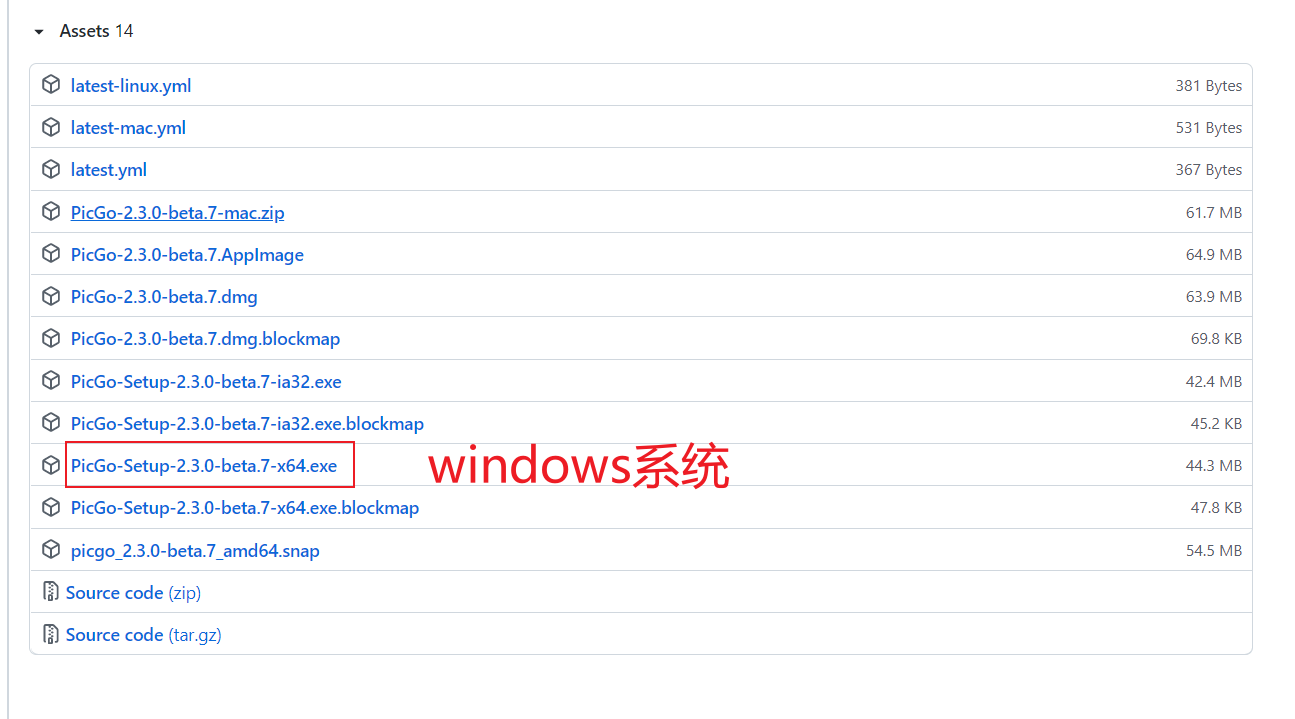 Assets 14
latest-linux.yml 381 Bytes
latest-mac.yml 531 Bytes
latest.yml 367 Bytes
PicGo-2.3.0-beta.7-mac.zip 61.7 MB
PicGo-2.3.0-beta.7.AppImage 64.9 MB
PicGo-2.3.0-beta.7.dmg 63.9 MB
PicGo-2.3.0-beta.7.dmg.blockmap 69.8 KB
PicGo-Setup-2.3.0-beta.7-ia32.exe 42.4 MB
PicGo-Setup-2.3.0-beta.7-ia32.exe.blockmap 45.2 KB
PicGo-Setup-2.3.0-beta.7-x64.exe windows系统 44.3 MB
PicGo-Setup-2.3.0-beta.7-x64.exe.blockmap 47.8 KB
picgo_2.3.0-beta.7_amd64.snap 54.5 MB
Source code (zip)
Source code (tar.gz)